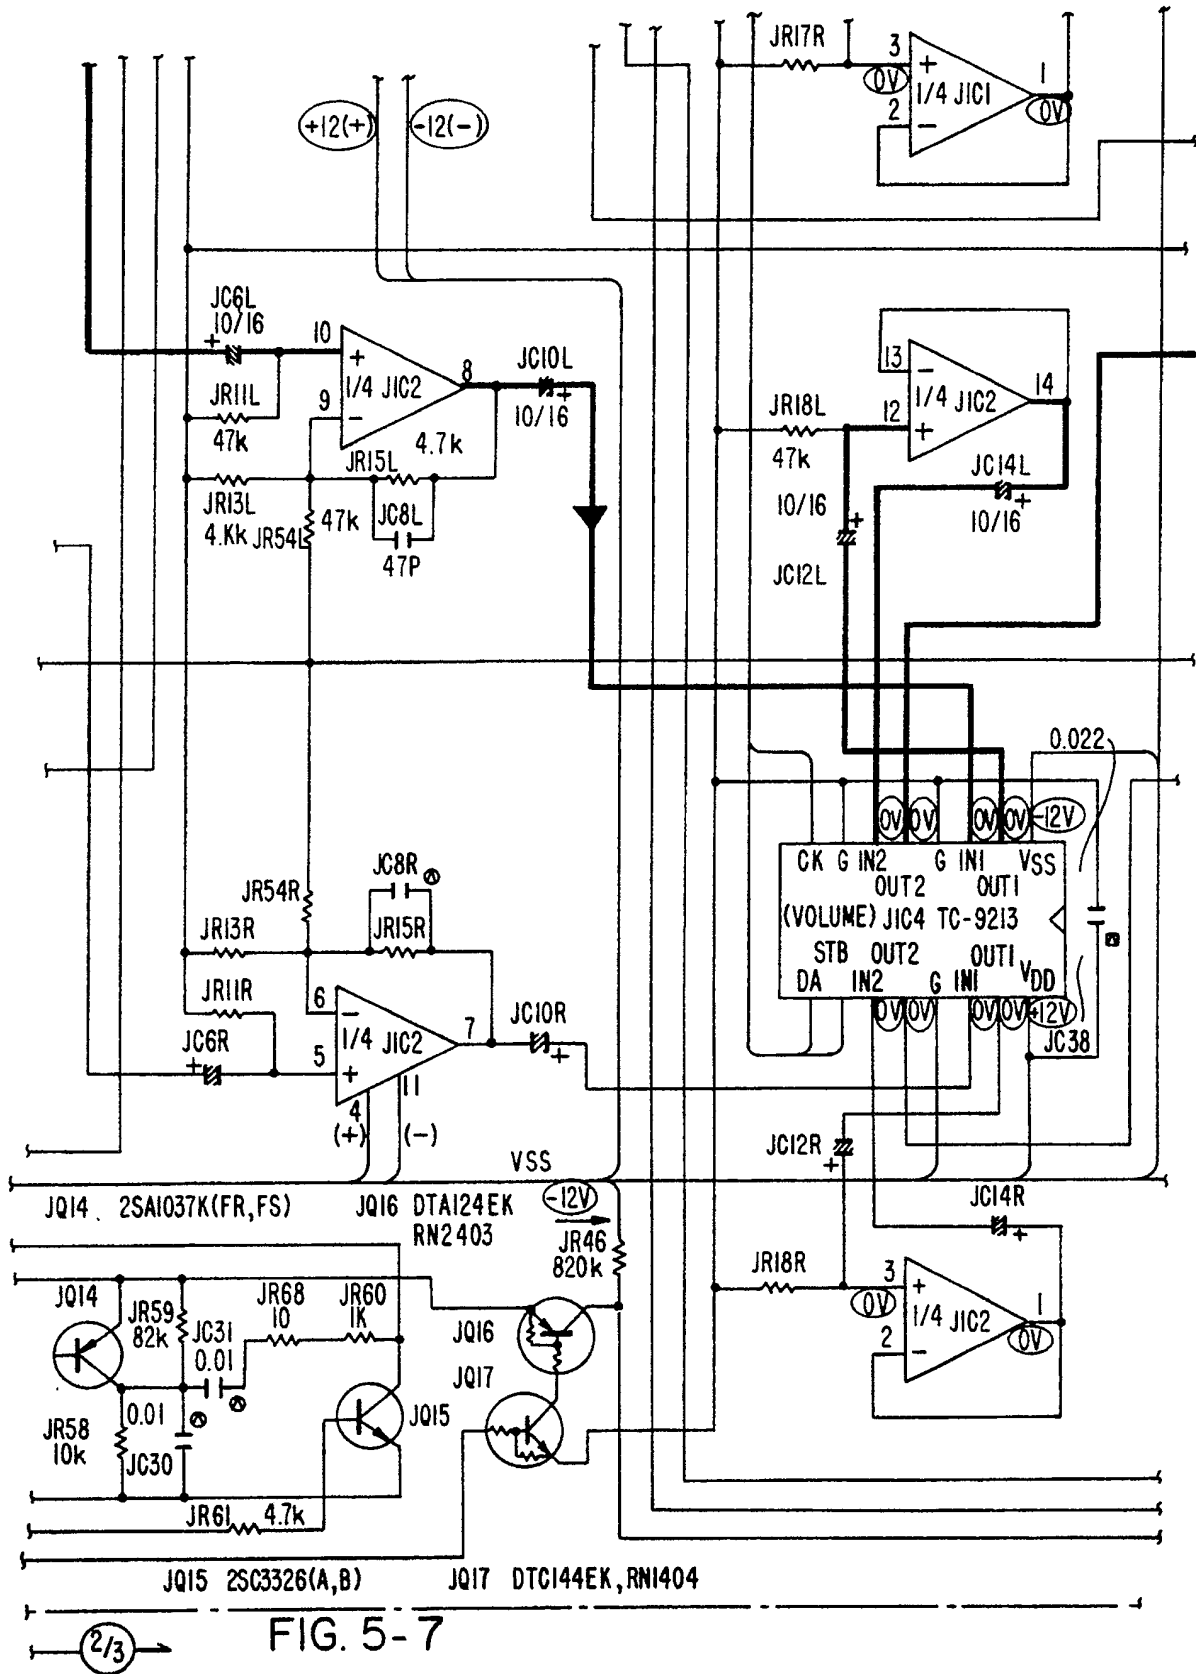 JR17R
3
+
0V
1/4 JIC1
1
0V
2
−
+12(+)
-12(-)
JC6L
10/16
+
10
+
1/4 JIC2
8
9
−
JR11L
47k
4.7k
JR15L
JR13L
4.Kk
JR54L
47k
JC8L
47P
JC10L
+
10/16
13
−
1/4 JIC2
14
12
+
JR18L
47k
JC14L
+
10/16
10/16
+
JC12L
0.022
0V
0V
0V
0V
-12V
CK G IN2 G IN1 VSS
OUT2 OUT1
(VOLUME) JIC4 TC-9213
STB OUT2 OUT1
DA IN2 G IN1 VDD
0V
0V
0V
0V
+12V
JC38
JC8R
JR54R
JR13R
JR15R
JR11R
JC6R
+
6
−
1/4 JIC2
7
5
+
4
11
(+)
(-)
JC10R
+
VSS
-12V
JC12R
+
JC14R
+
JQ14 2SA1037K(FR,FS)
JQ16 DTA124EK
RN2403
JR46
820k
JR18R
3
+
0V
1/4 JIC2
1
0V
2
−
JQ14
JR59
82k
JC31
0.01
JR68
10
JR60
1K
JQ16
JQ17
JQ15
JR58
10k
0.01
JC30
JR61
4.7k
JQ15 2SC3326(A,B)
JQ17 DTC144EK,RN1404
2/3
FIG. 5-7